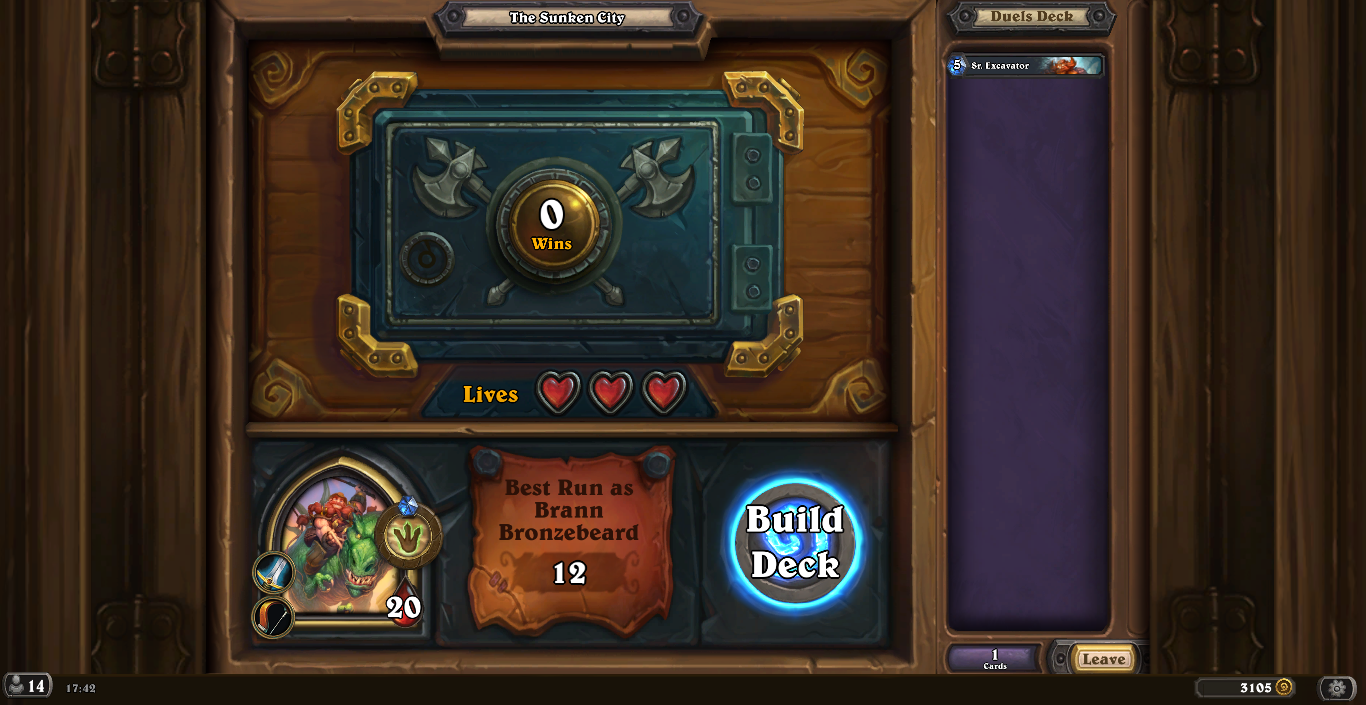 The Sunken City
Duels Deck
5 Sr. Excavator
0
Wins
Lives
Best Run as
Brann
Bronzebeard
12
Build
Deck
20
1
Cards
Leave
14
17:42
3105